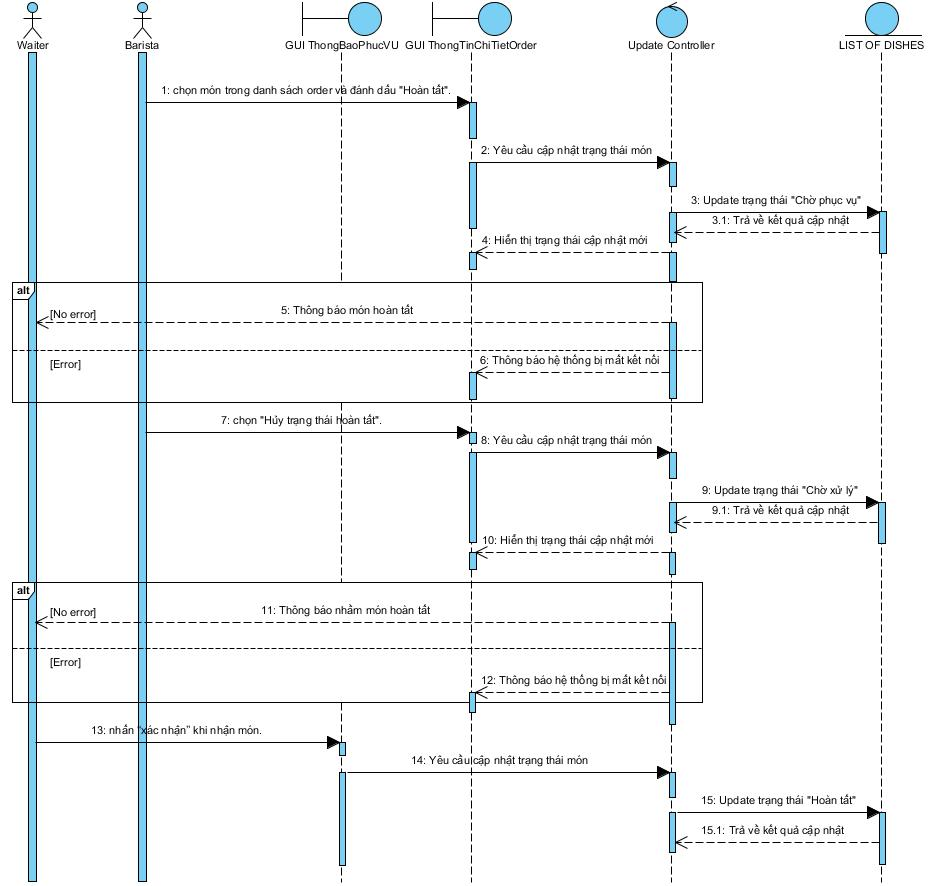 Waiter
Barista
GUI ThongBaoPhucVU
GUI ThongTinChiTietOrder
Update Controller
LIST OF DISHES
1: chọn món trong danh sách order và đánh dấu "Hoàn tất".
2: Yêu cầu cập nhật trạng thái món
3: Update trạng thái "Chờ phục vụ"
3.1: Trả về kết quả cập nhật
4: Hiển thị trạng thái cập nhật mới
alt
[No error]
5: Thông báo món hoàn tất
[Error]
6: Thông báo hệ thống bị mất kết nối
7: chọn "Hủy trạng thái hoàn tất".
8: Yêu cầu cập nhật trạng thái món
9: Update trạng thái "Chờ xử lý"
9.1: Trả về kết quả cập nhật
10: Hiển thị trạng thái cập nhật mới
alt
[No error]
11: Thông báo nhầm món hoàn tất
[Error]
12: Thông báo hệ thống bị mất kết nối
13: nhấn “xác nhận” khi nhận món.
14: Yêu cầu cập nhật trạng thái món
15: Update trạng thái "Hoàn tất"
15.1: Trả về kết quả cập nhật